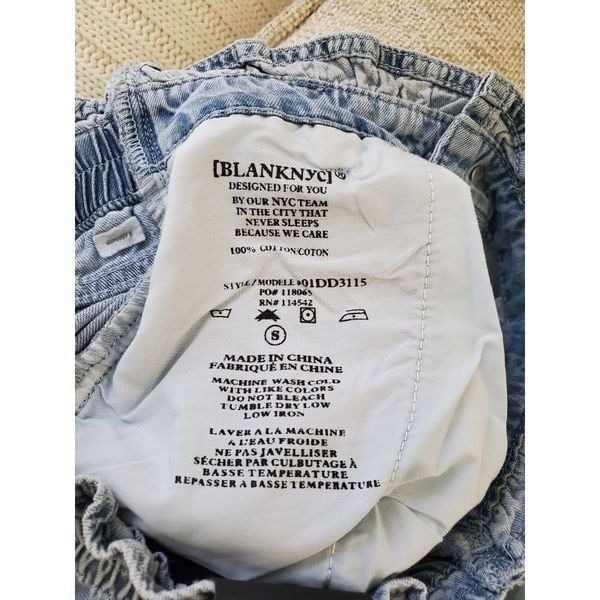 [BLANKNYC]®
DESIGNED FOR YOU
BY OUR NYC TEAM
IN THE CITY THAT
NEVER SLEEPS
BECAUSE WE CARE
100% COTTON/COTON
STYLE/MODELE #01DD3115
PO# 118065
RN# 114542
S
MADE IN CHINA
FABRIQUÉ EN CHINE
MACHINE WASH COLD
WITH LIKE COLORS
DO NOT BLEACH
TUMBLE DRY LOW
LOW IRON
LAVER A LA MACHINE
À L'EAU FROIDE
NE PAS JAVELLISER
SÉCHER PAR CULBUTAGE À
BASSE TEMPERATURE
REPASSER À BASSE TEMPERATURE